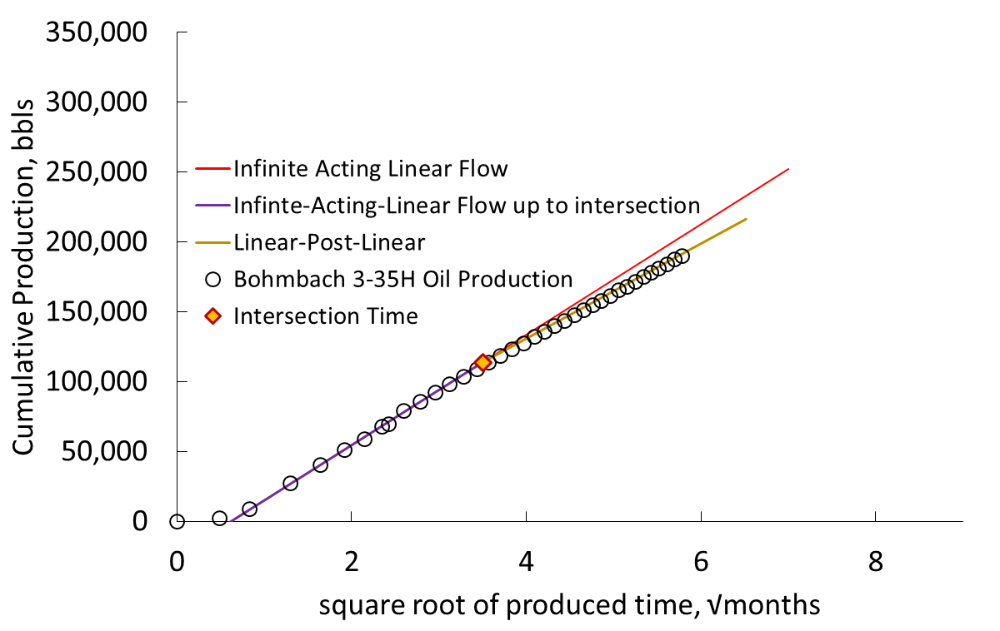 350,000
300,000
250,000
200,000
150,000
100,000
50,000
0
Cumulative Production, bbls
Infinite Acting Linear Flow
Infinte-Acting-Linear Flow up to intersection
Linear-Post-Linear
Bohmbach 3-35H Oil Production
Intersection Time
0 2 4 6 8
square root of produced time, √months